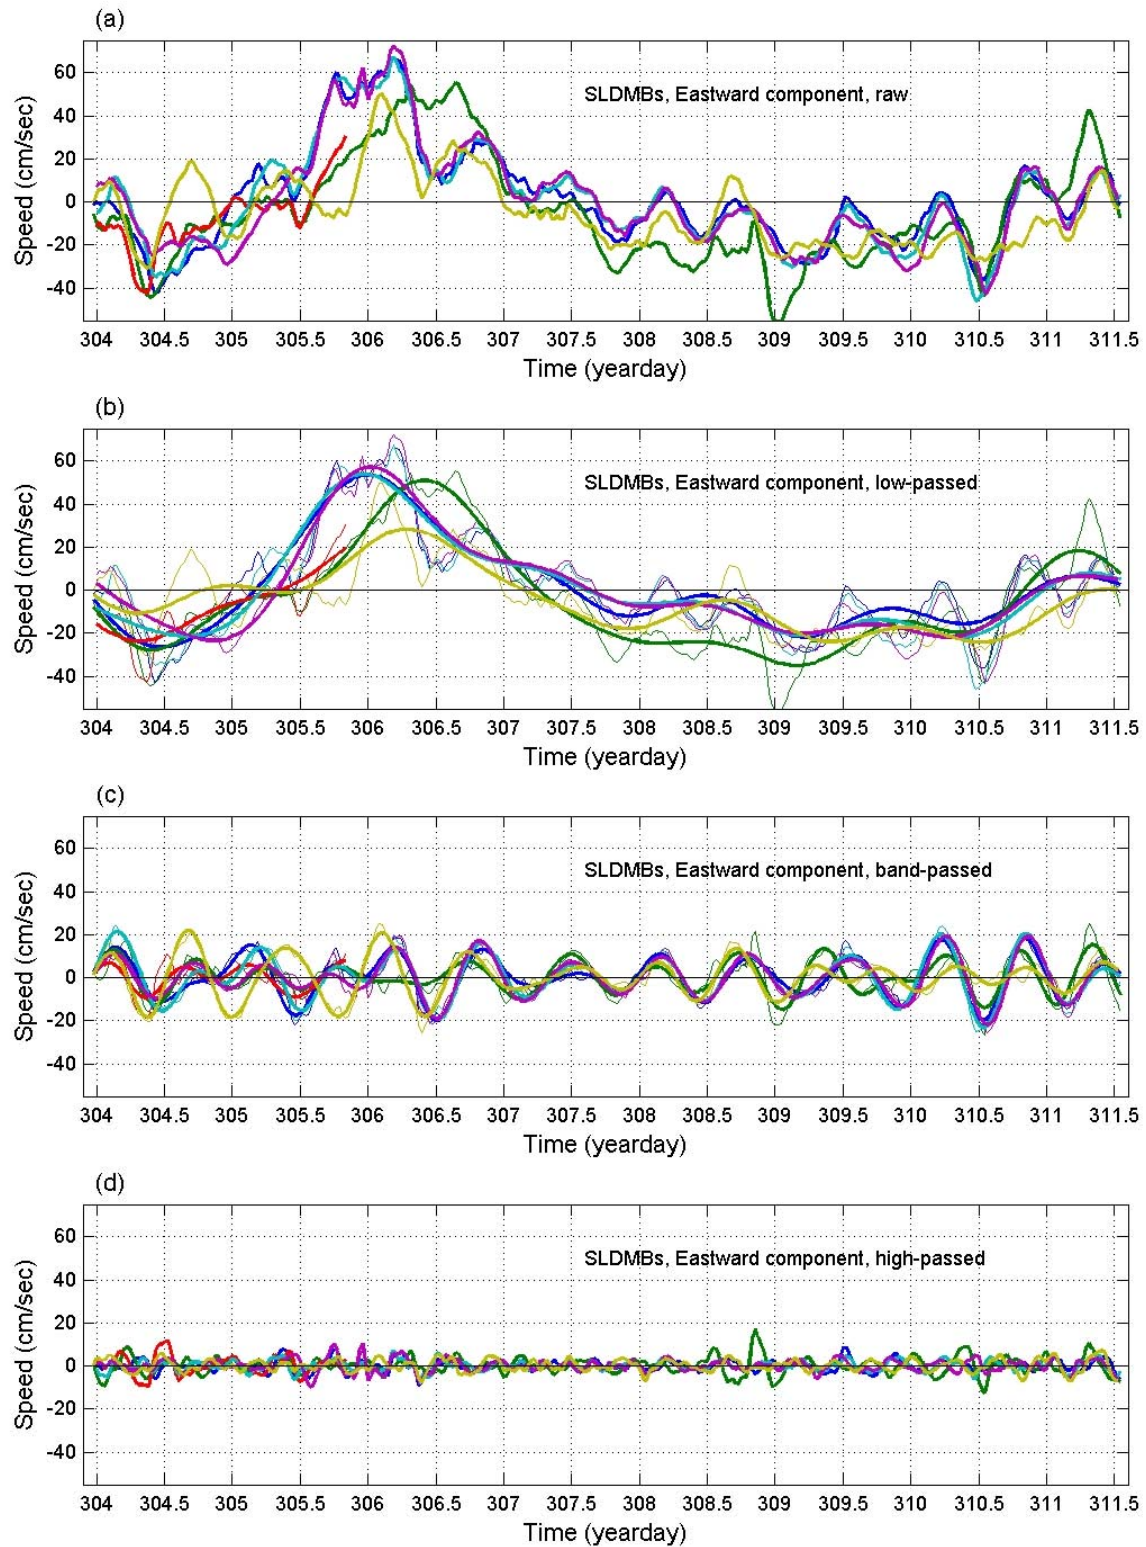 (a)
60
40
20
0
-20
-40
Speed (cm/sec)
SLDMBs, Eastward component, raw
304 304.5 305 305.5 306 306.5 307 307.5 308 308.5 309 309.5 310 310.5 311 311.5
Time (yearday)
(b)
60
40
20
0
-20
-40
Speed (cm/sec)
SLDMBs, Eastward component, low-passed
304 304.5 305 305.5 306 306.5 307 307.5 308 308.5 309 309.5 310 310.5 311 311.5
Time (yearday)
(c)
60
40
20
0
-20
-40
Speed (cm/sec)
SLDMBs, Eastward component, band-passed
304 304.5 305 305.5 306 306.5 307 307.5 308 308.5 309 309.5 310 310.5 311 311.5
Time (yearday)
(d)
60
40
20
0
-20
-40
Speed (cm/sec)
SLDMBs, Eastward component, high-passed
304 304.5 305 305.5 306 306.5 307 307.5 308 308.5 309 309.5 310 310.5 311 311.5
Time (yearday)